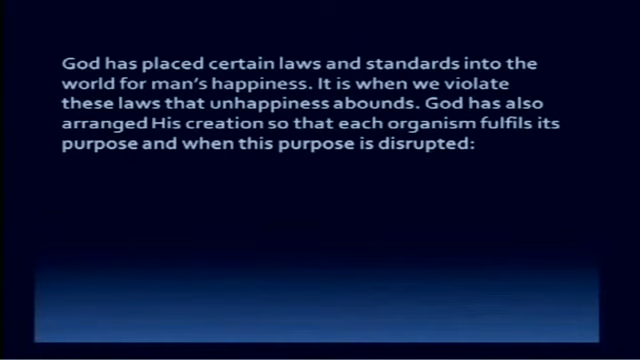 God has placed certain laws and standards into the
world for man's happiness. It is when we violate
these laws that unhappiness abounds. God has also
arranged His creation so that each organism fulfils its
purpose and when this purpose is disrupted: